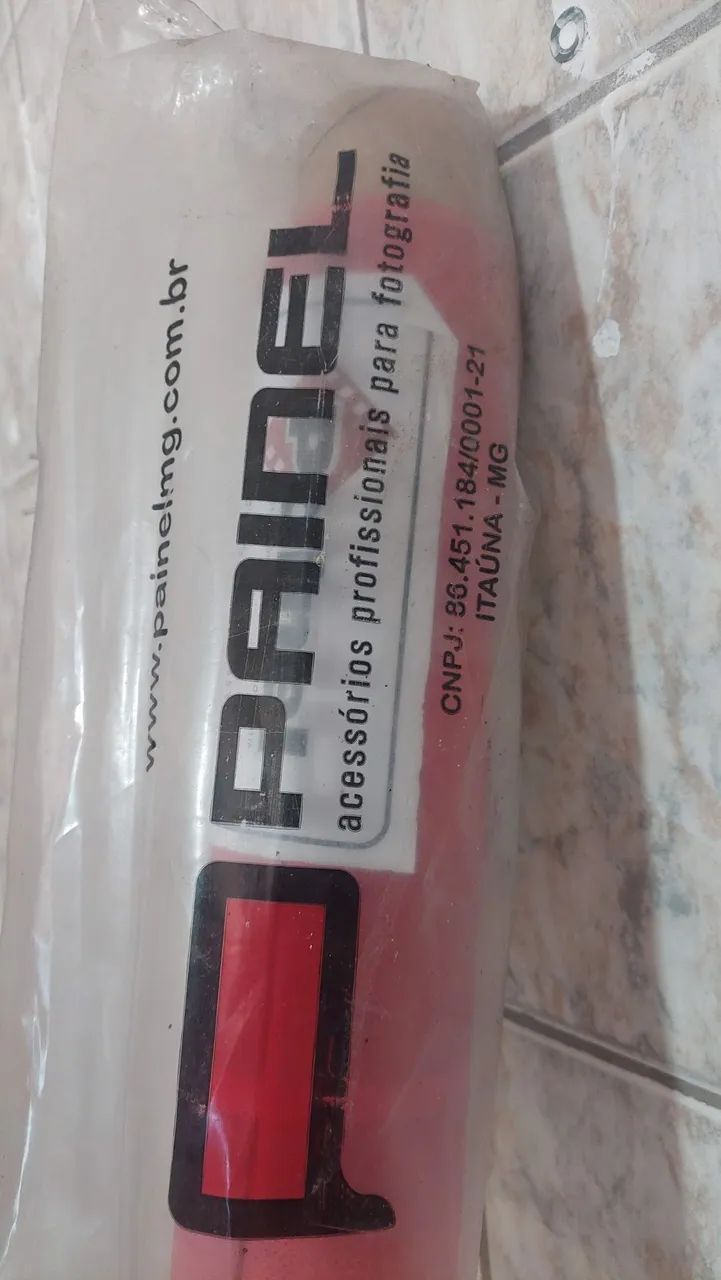 www.painelmg.com.br
PAINEL
acessórios profissionais para fotografia
CNPJ: 86.451.184/0001-21
ITAÚNA - MG